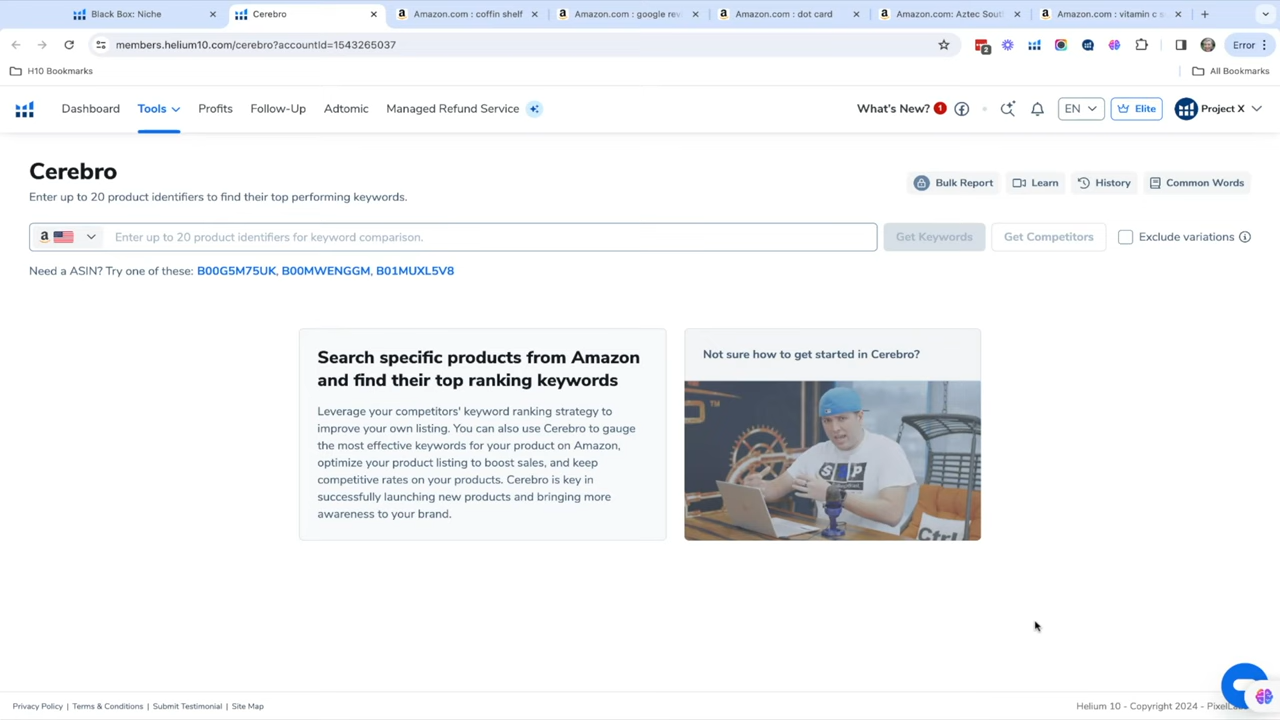 Black Box: Niche
Cerebro
Amazon.com : coffin shelf
Amazon.com : google rev
Amazon.com : dot card
Amazon.com: Aztec Sout
Amazon.com : vitamin c s
members.helium10.com/cerebro?accountId=1543265037
2
Error
H10 Bookmarks
All Bookmarks
Dashboard
Tools
Profits
Follow-Up
Adtomic
Managed Refund Service
What's New? 1
EN
Elite
Project X
Cerebro
Enter up to 20 product identifiers to find their top performing keywords.
Bulk Report
Learn
History
Common Words
a
Enter up to 20 product identifiers for keyword comparison.
Get Keywords
Get Competitors
Exclude variations
Need a ASIN? Try one of these: B00G5M75UK, B00MWENGGM, B01MUXL5V8
Search specific products from Amazon
and find their top ranking keywords
Leverage your competitors' keyword ranking strategy to
improve your own listing. You can also use Cerebro to gauge
the most effective keywords for your product on Amazon,
optimize your product listing to boost sales, and keep
competitive rates on your products. Cerebro is key in
successfully launching new products and bringing more
awareness to your brand.
Not sure how to get started in Cerebro?
TM
Ctrl
Privacy Policy | Terms & Conditions | Submit Testimonial | Site Map
Helium 10 - Copyright 2024 - PixelLa